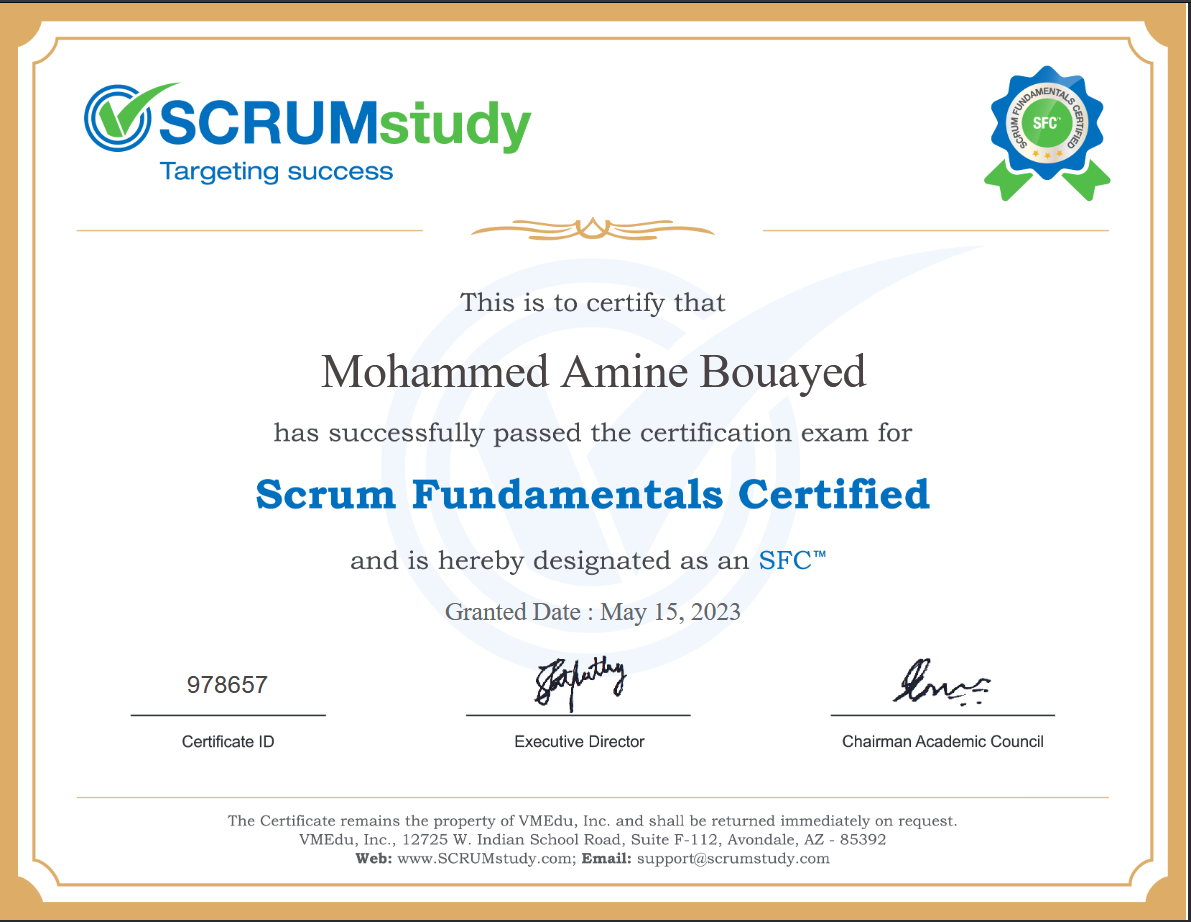 SCRUMstudy
Targeting success
SCRUM FUNDAMENTALS CERTIFIED
SFC™
This is to certify that
Mohammed Amine Bouayed
has successfully passed the certification exam for
Scrum Fundamentals Certified
and is hereby designated as an SFC™
Granted Date : May 15, 2023
978657
Certificate ID
Executive Director
Chairman Academic Council
The Certificate remains the property of VMEdu, Inc. and shall be returned immediately on request.
VMEdu, Inc., 12725 W. Indian School Road, Suite F-112, Avondale, AZ - 85392
Web: www.SCRUMstudy.com; Email: support@scrumstudy.com